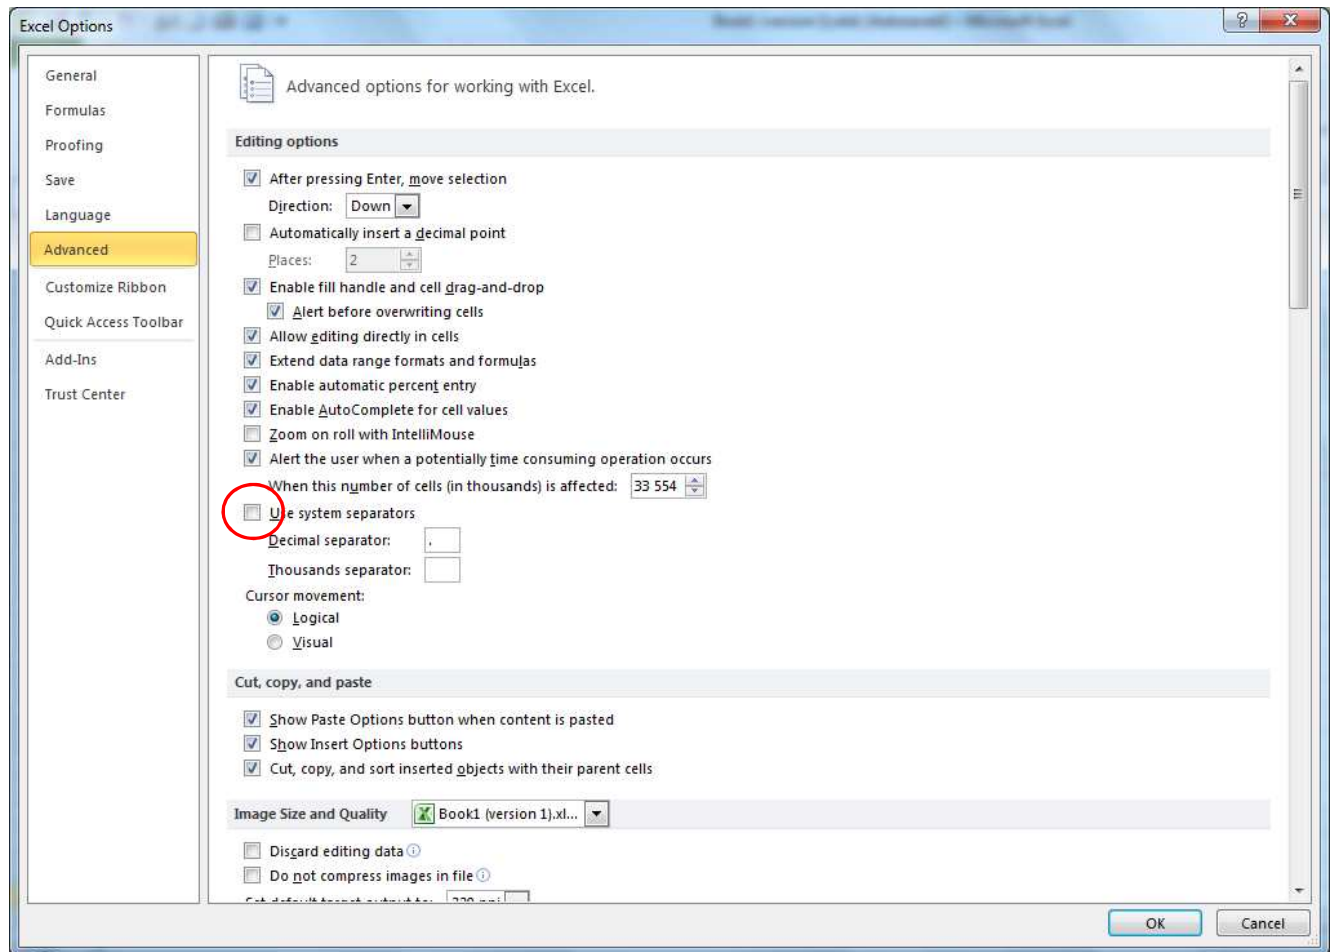 Excel Options
General
Formulas
Proofing
Save
Language
Advanced
Customize Ribbon
Quick Access Toolbar
Add-Ins
Trust Center
Advanced options for working with Excel.
Editing options
After pressing Enter, move selection
Direction: Down
Automatically insert a decimal point
Places: 2
Enable fill handle and cell drag-and-drop
Alert before overwriting cells
Allow editing directly in cells
Extend data range formats and formulas
Enable automatic percent entry
Enable AutoComplete for cell values
Zoom on roll with IntelliMouse
Alert the user when a potentially time consuming operation occurs
When this number of cells (in thousands) is affected: 33 554
Use system separators
Decimal separator: .
Thousands separator:
Cursor movement:
Logical
Visual
Cut, copy, and paste
Show Paste Options button when content is pasted
Show Insert Options buttons
Cut, copy, and sort inserted objects with their parent cells
Image Size and Quality Book1 (version 1).xl...
Discard editing data
Do not compress images in file
OK Cancel